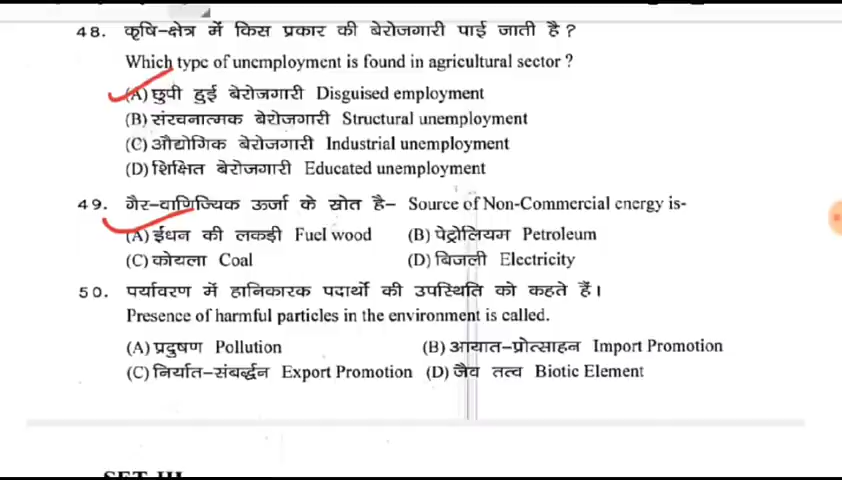 48. कृषि-क्षेत्र में किस प्रकार की बेरोजगारी पाई जाती है ?
Which type of unemployment is found in agricultural sector ?
(A) छुपी हुई बेरोजगारी Disguised employment
(B) संरचनात्मक बेरोजगारी Structural unemployment
(C) औद्योगिक बेरोजगारी Industrial unemployment
(D) शिक्षित बेरोजगारी Educated unemployment
49. गैर-वाणिज्यिक ऊर्जा के स्रोत है- Source of Non-Commercial energy is-
(A) ईंधन की लकड़ी Fuel wood (B) पेट्रोलियम Petroleum
(C) कोयला Coal (D) बिजली Electricity
50. पर्यावरण में हानिकारक पदार्थो की उपस्थिति को कहते हैं।
Presence of harmful particles in the environment is called.
(A) प्रदुषण Pollution (B) आयात-प्रोत्साहन Import Promotion
(C) निर्यात-संबर्द्धन Export Promotion (D) जैव तत्व Biotic Element
SET III